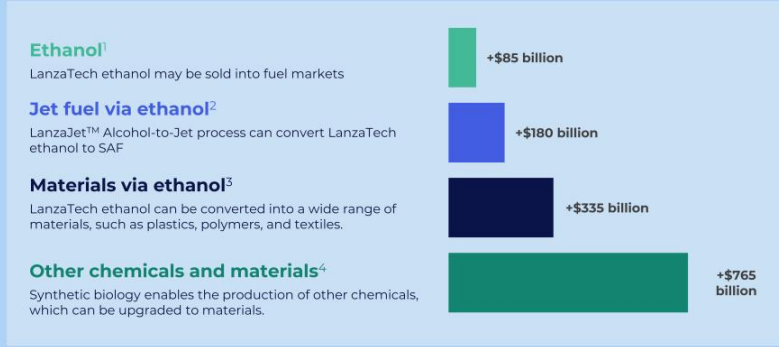 Ethanol¹
LanzaTech ethanol may be sold into fuel markets
+$85 billion
Jet fuel via ethanol²
LanzaJet™ Alcohol-to-Jet process can convert LanzaTech
ethanol to SAF
+$180 billion
Materials via ethanol³
LanzaTech ethanol can be converted into a wide range of
materials, such as plastics, polymers, and textiles.
+$335 billion
Other chemicals and materials⁴
Synthetic biology enables the production of other chemicals,
which can be upgraded to materials.
+$765
billion